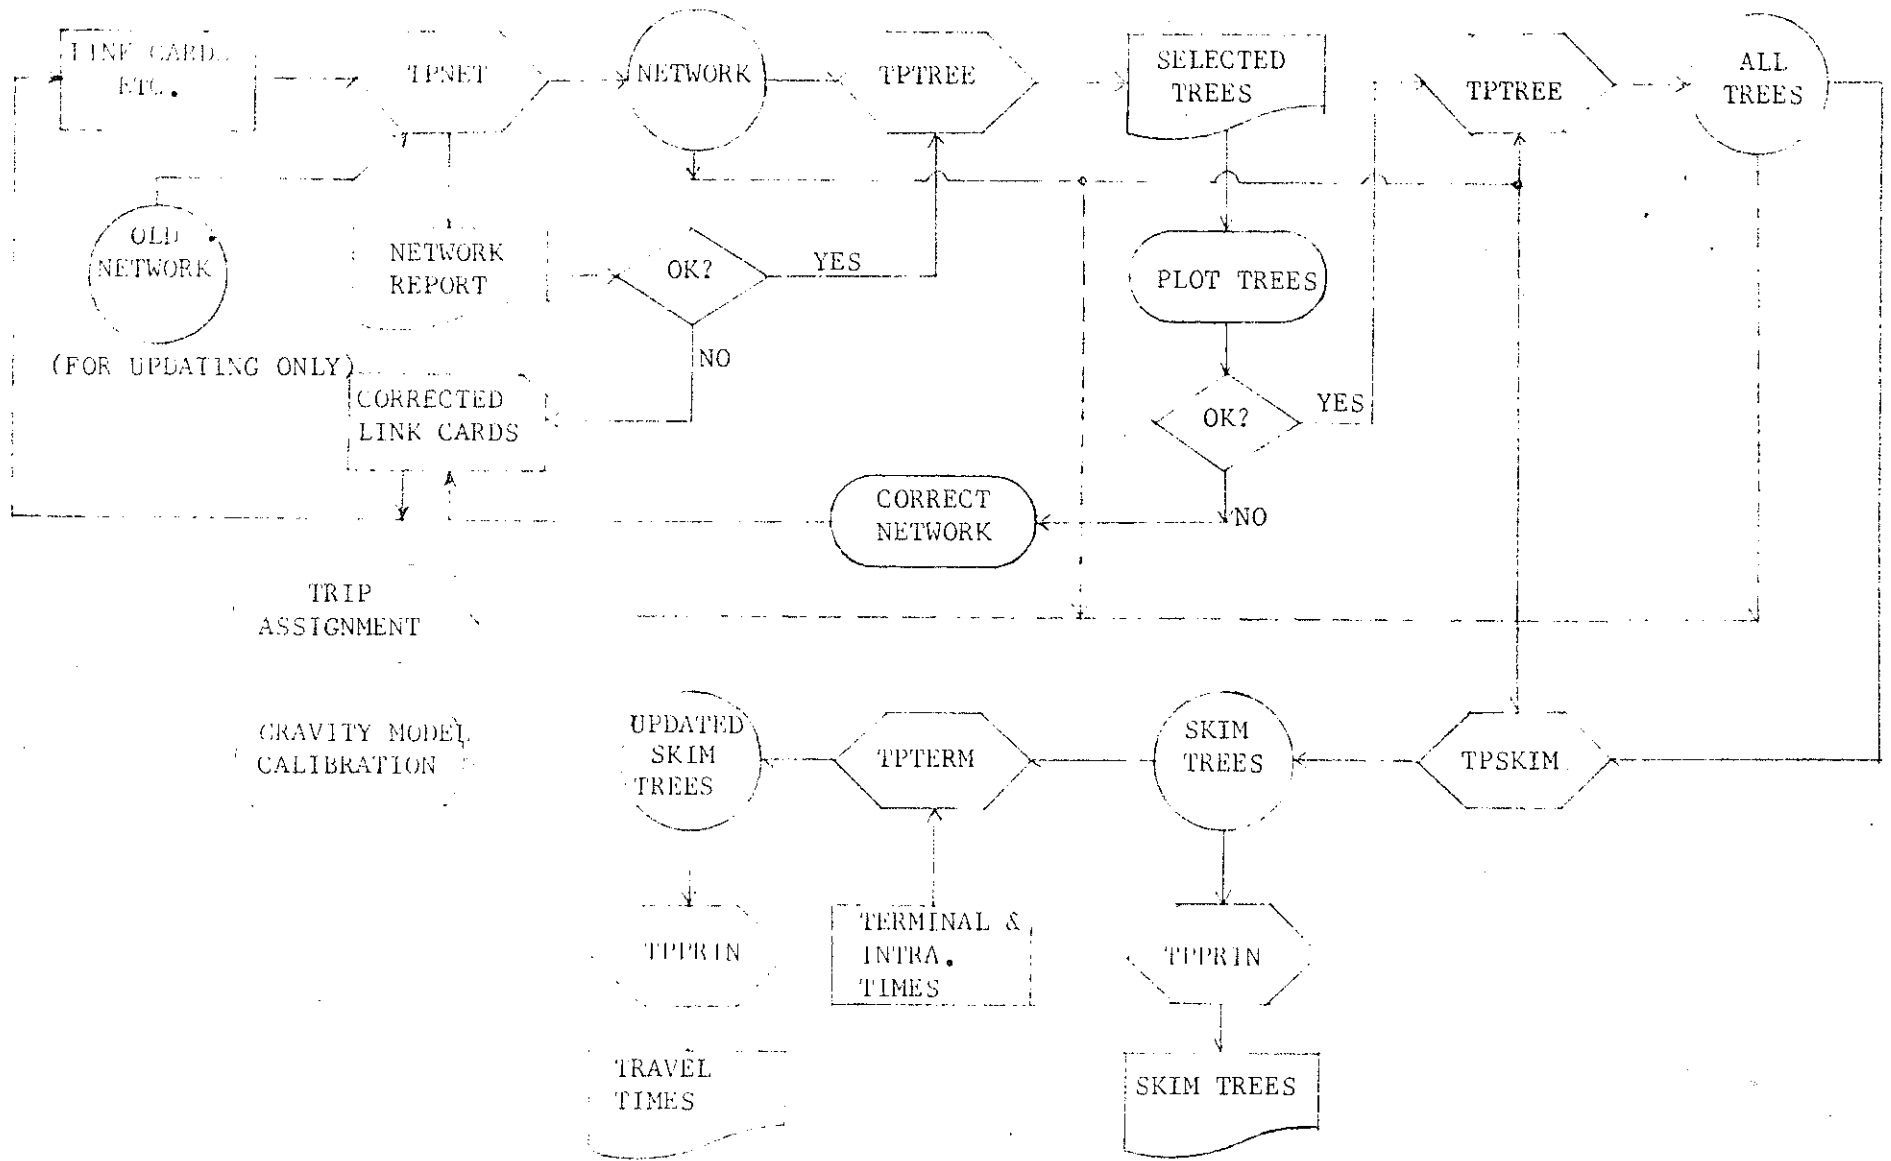 LINK CARD
ETC.
TPNET
NETWORK
TPTREE
SELECTED
TREES
TPTREE
ALL
TREES
OLD
NETWORK
(FOR UPDATING ONLY)
NETWORK
REPORT
OK?
YES
NO
PLOT TREES
OK?
YES
NO
CORRECTED
LINK CARDS
CORRECT
NETWORK
TRIP
ASSIGNMENT
GRAVITY MODEL
CALIBRATION
UPDATED
SKIM
TREES
TPTERM
SKIM
TREES
TPSKIM
TPPRIN
TERMINAL &
INTRA.
TIMES
TPPRIN
TRAVEL
TIMES
SKIM TREES